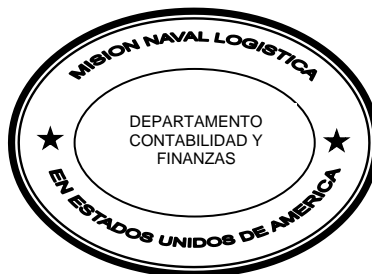 MISION NAVAL LOGISTICA
DEPARTAMENTO
CONTABILIDAD Y
FINANZAS
EN ESTADOS UNIDOS DE AMERICA